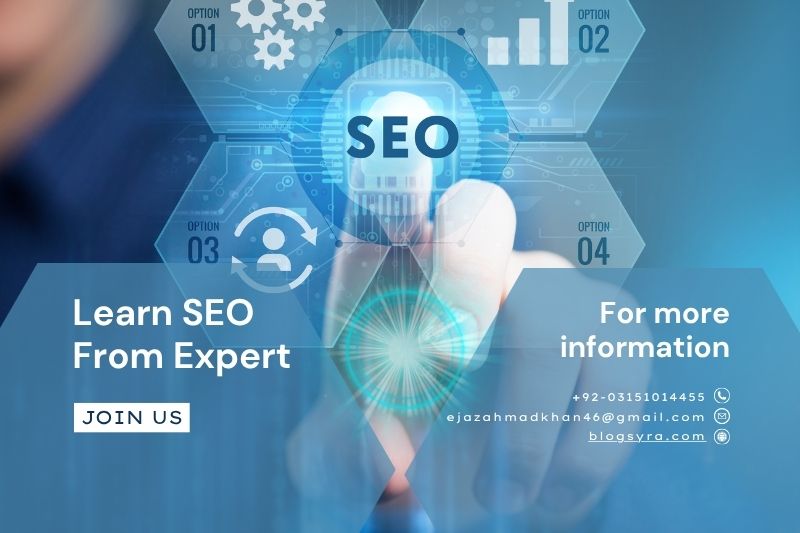 OPTION
01
OPTION
02
SEO
OPTION
03
OPTION
04
Learn SEO
From Expert
JOIN US
For more
information
+92-03151014455
ejazahmadkhan46@gmail.com
blogsyra.com